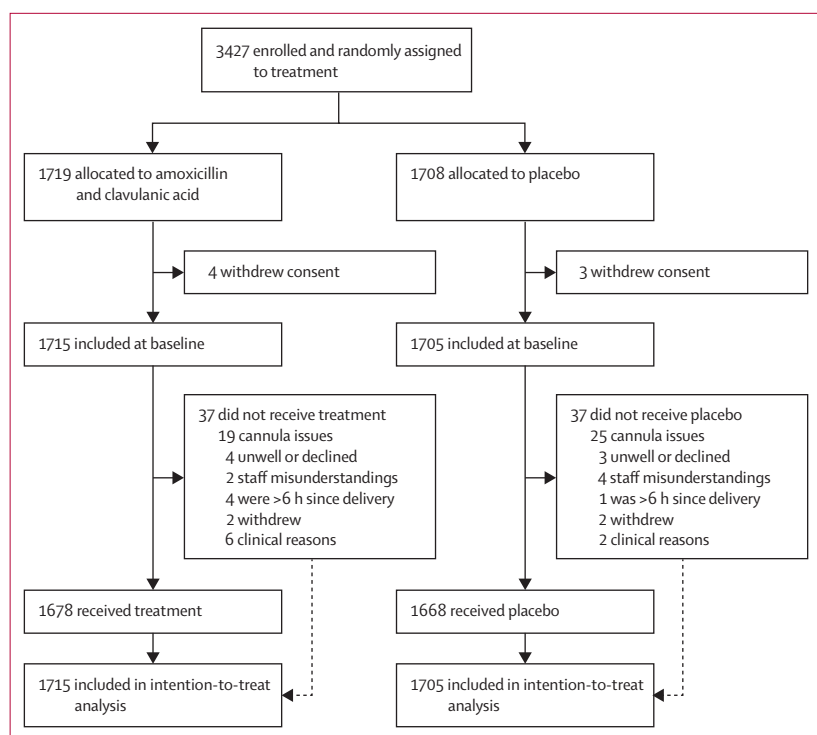 3427 enrolled and randomly assigned
to treatment
1719 allocated to amoxicillin
and clavulanic acid
1708 allocated to placebo
4 withdrew consent
3 withdrew consent
1715 included at baseline
1705 included at baseline
37 did not receive treatment
19 cannula issues
4 unwell or declined
2 staff misunderstandings
4 were >6 h since delivery
2 withdrew
6 clinical reasons
37 did not receive placebo
25 cannula issues
3 unwell or declined
4 staff misunderstandings
1 was >6 h since delivery
2 withdrew
2 clinical reasons
1678 received treatment
1668 received placebo
1715 included in intention-to-treat
analysis
1705 included in intention-to-treat
analysis